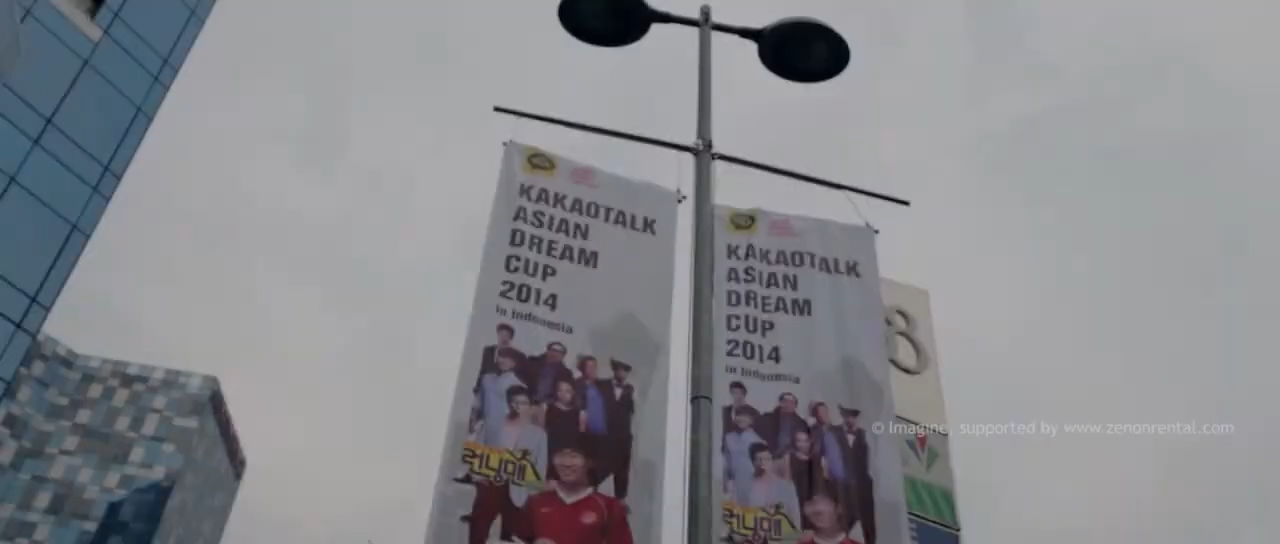 KAKAOTALK
ASIAN
DREAM
CUP
2014
in Indonesia
런닝맨
KAKAOTALK
ASIAN
DREAM
CUP
2014
in Indonesia
런닝맨
8
© Imagine, supported by www.zenonrental.com